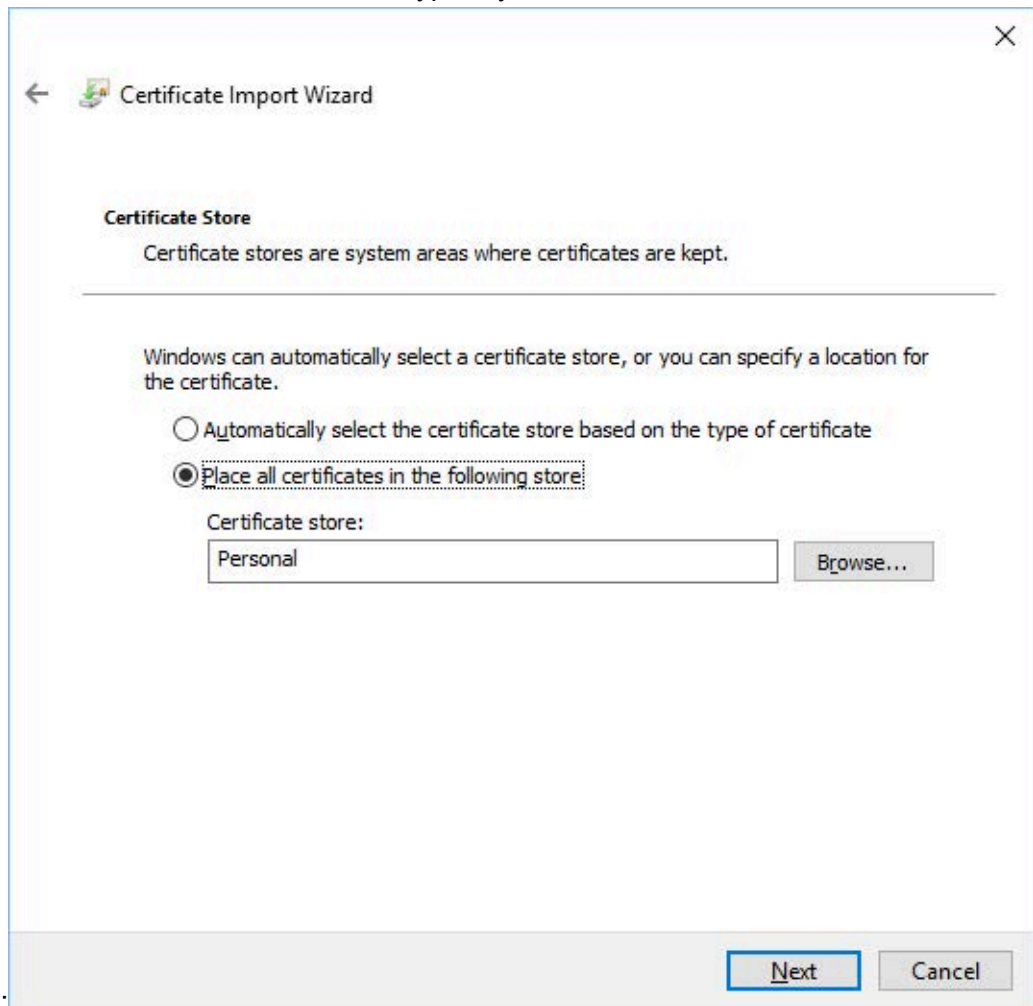 Certificate Import Wizard
Certificate Store
Certificate stores are system areas where certificates are kept.
Windows can automatically select a certificate store, or you can specify a location for
the certificate.
Automatically select the certificate store based on the type of certificate
Place all certificates in the following store
Certificate store:
Personal
Browse...
Next
Cancel
.